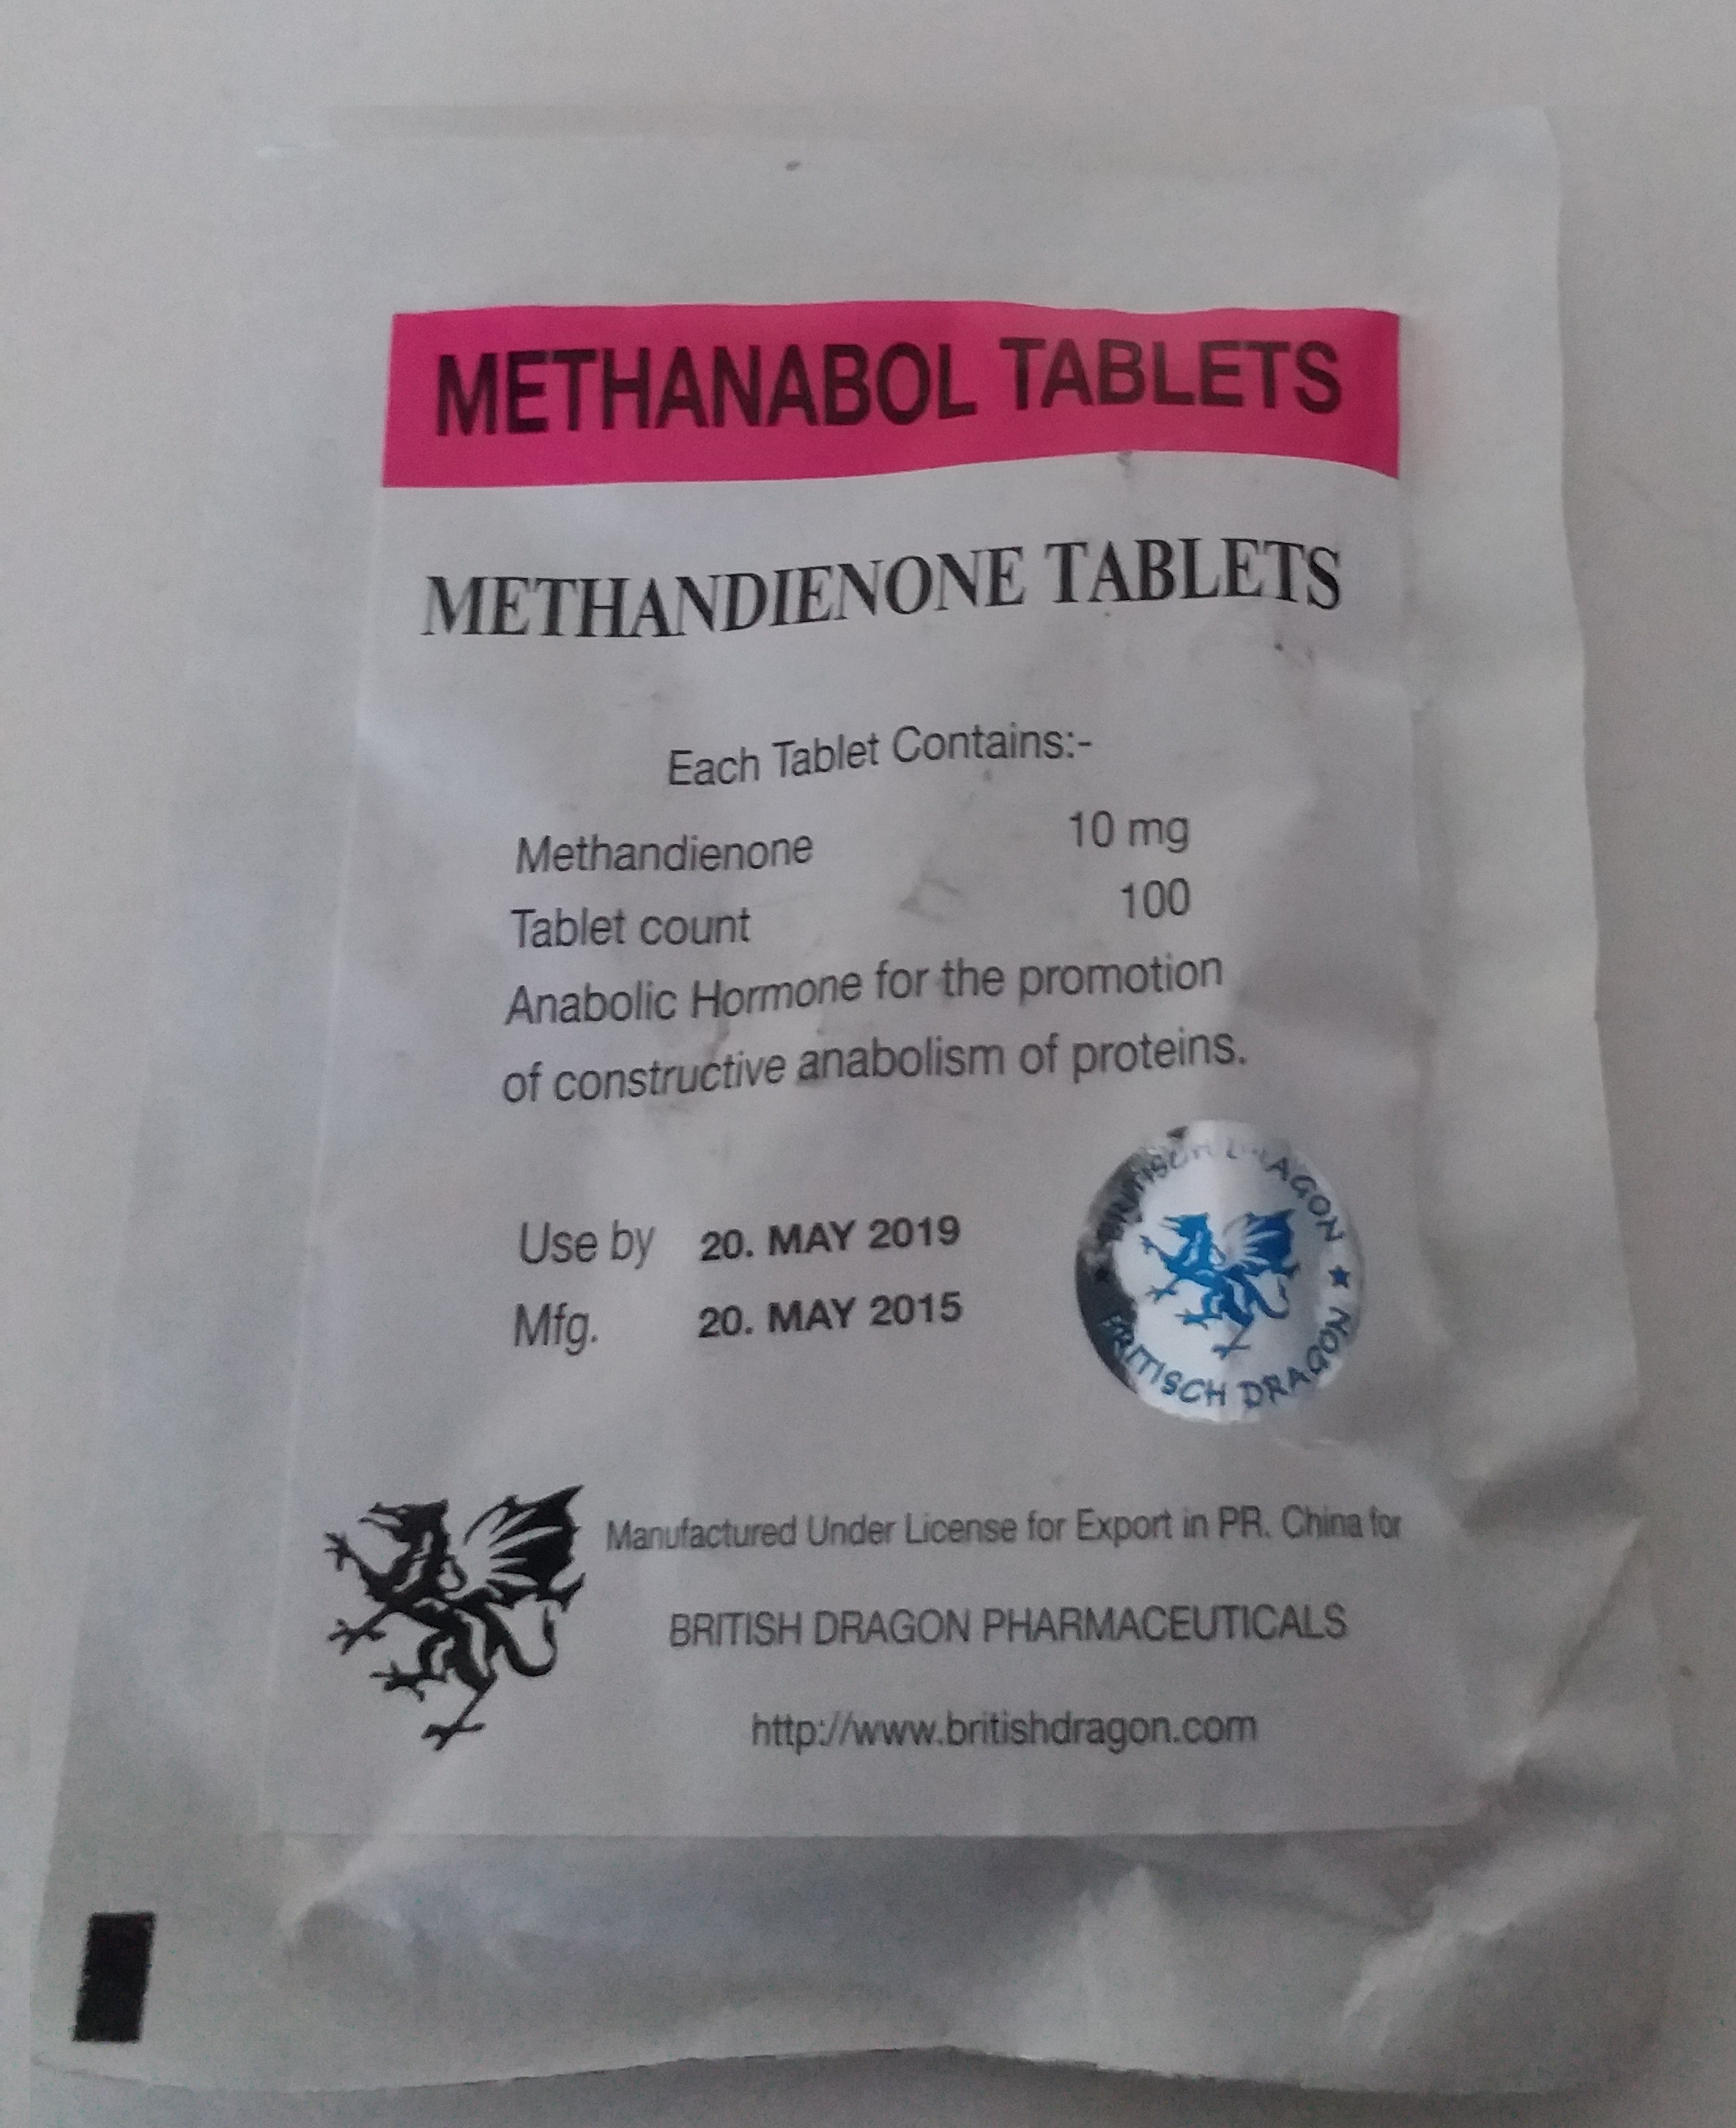 METHANABOL TABLETS
METHANDIENONE TABLETS
Each Tablet Contains:-
Methandienone 10 mg
Tablet count 100
Anabolic Hormone for the promotion
of constructive anabolism of proteins.
Use by 20. MAY 2019
Mfg. 20. MAY 2015
BRITISCH DRAGON ★
BRITISCH DRAGON
Manufactured Under License for Export in PR. China for
BRITISH DRAGON PHARMACEUTICALS
http://www.britishdragon.com